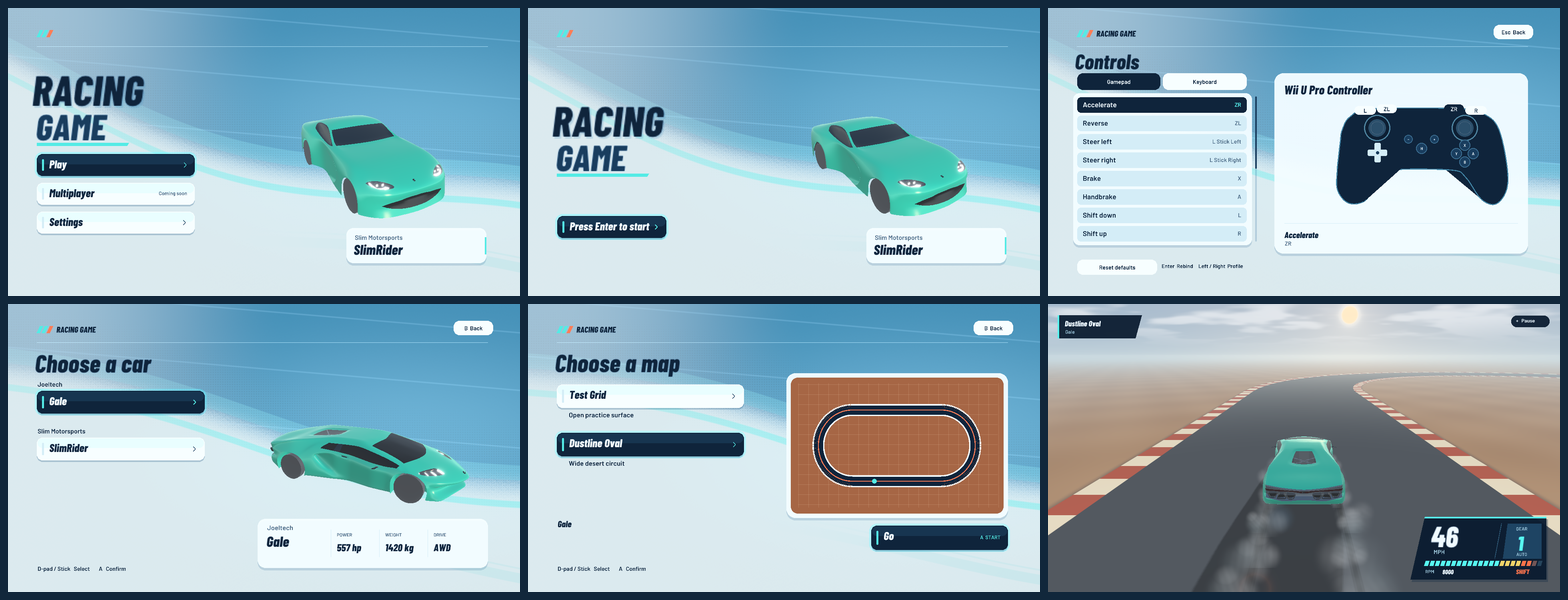 RACING
GAME
Play
Multiplayer
Coming soon
Settings
Slim Motorsports
SlimRider
RACING
GAME
Press Enter to start
Slim Motorsports
SlimRider
RACING GAME
Esc Back
Controls
Gamepad
Keyboard
Accelerate ZR
Reverse ZL
Steer left L Stick Left
Steer right L Stick Right
Brake X
Handbrake A
Shift down L
Shift up R
Reset defaults
Enter Rebind Left / Right Profile
Wii U Pro Controller
L ZL ZR R
X
Y A
H
B
Accelerate
ZR
RACING GAME
B Back
Choose a car
Joeltech
Gale
Slim Motorsports
SlimRider
Joeltech
Gale
POWER
557 hp
WEIGHT
1420 kg
DRIVE
AWD
D-pad / Stick Select A Confirm
RACING GAME
B Back
Choose a map
Test Grid
Open practice surface
Dustline Oval
Wide desert circuit
Gale
Go
A START
D-pad / Stick Select A Confirm
Dustline Oval
Gale
+ Pause
46
MPH
GEAR
1
AUTO
RPM 8000
SHIFT